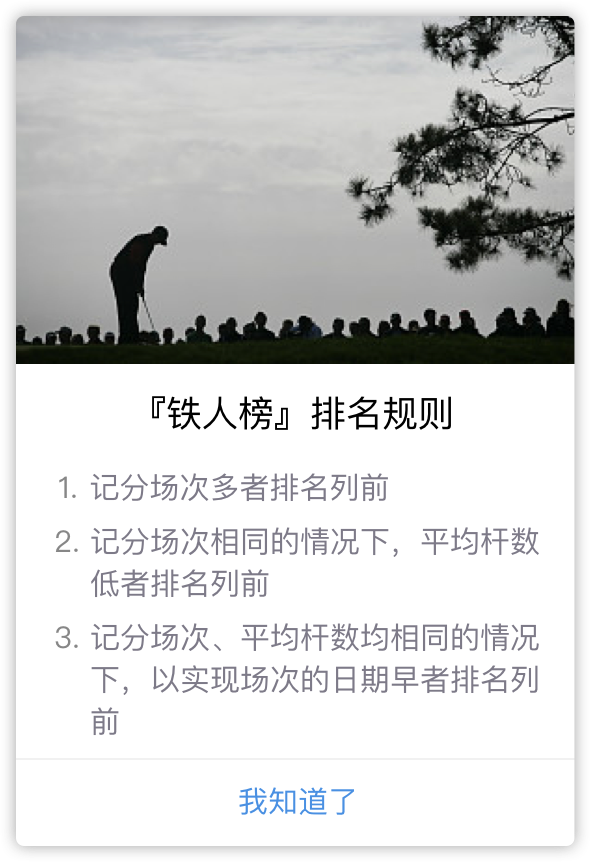 『铁人榜』排名规则
1. 记分场次多者排名列前
2. 记分场次相同的情况下，平均杆数
低者排名列前
3. 记分场次、平均杆数均相同的情况
下，以实现场次的日期早者排名列
前
我知道了